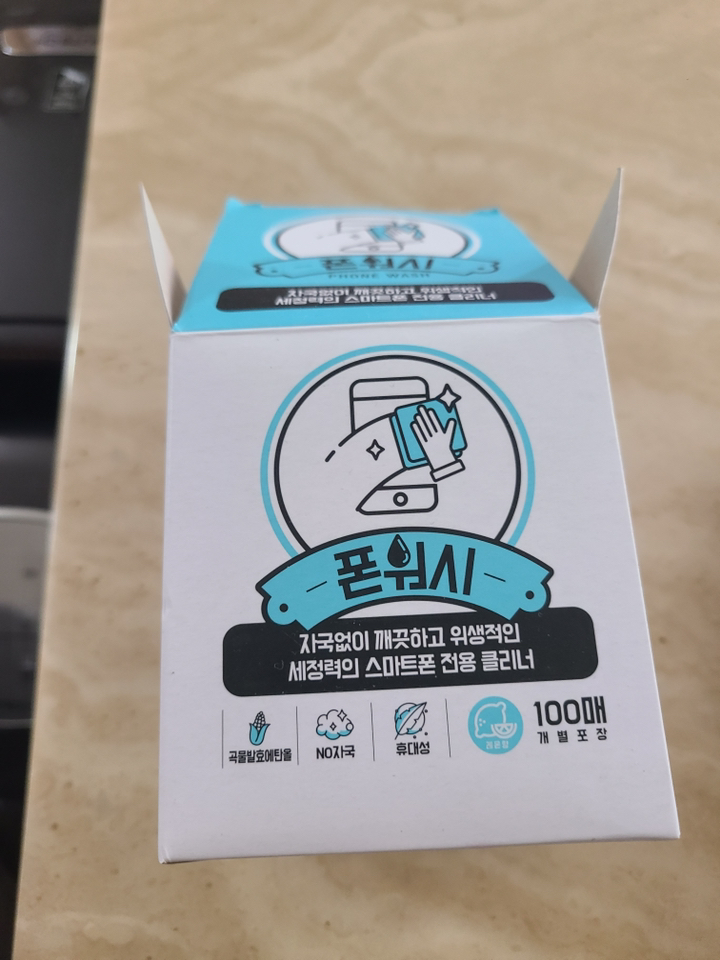 폰워시
PHONE WASH
자국없이 깨끗하고 위생적인
세정력의 스마트폰 전용 클리너
폰워시
자국없이 깨끗하고 위생적인
세정력의 스마트폰 전용 클리너
곡물발효에탄올
NO자국
휴대성
레몬향
100매
개별포장